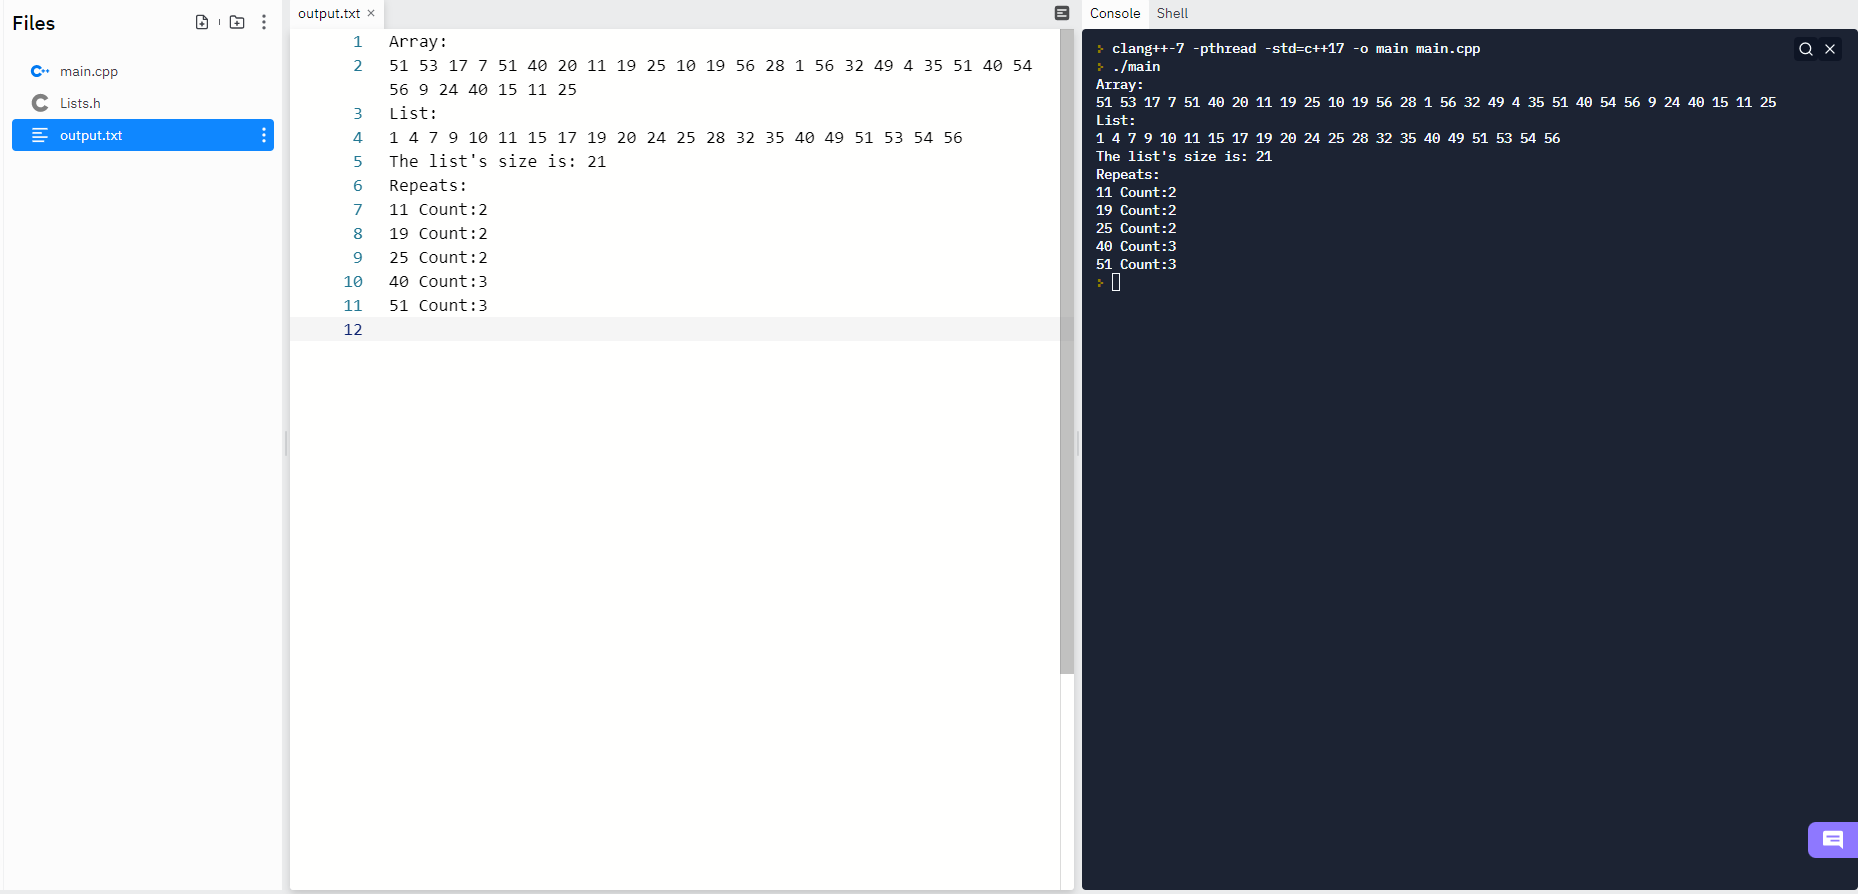 Files
main.cpp
Lists.h
output.txt
output.txt ×
1 Array:
2 51 53 17 7 51 40 20 11 19 25 10 19 56 28 1 56 32 49 4 35 51 40 54
56 9 24 40 15 11 25
3 List:
4 1 4 7 9 10 11 15 17 19 20 24 25 28 32 35 40 49 51 53 54 56
5 The list's size is: 21
6 Repeats:
7 11 Count:2
8 19 Count:2
9 25 Count:2
10 40 Count:3
11 51 Count:3
12
Console Shell
clang++-7 -pthread -std=c++17 -o main main.cpp
./main
Array:
51 53 17 7 51 40 20 11 19 25 10 19 56 28 1 56 32 49 4 35 51 40 54 56 9 24 40 15 11 25
List:
1 4 7 9 10 11 15 17 19 20 24 25 28 32 35 40 49 51 53 54 56
The list's size is: 21
Repeats:
11 Count:2
19 Count:2
25 Count:2
40 Count:3
51 Count:3